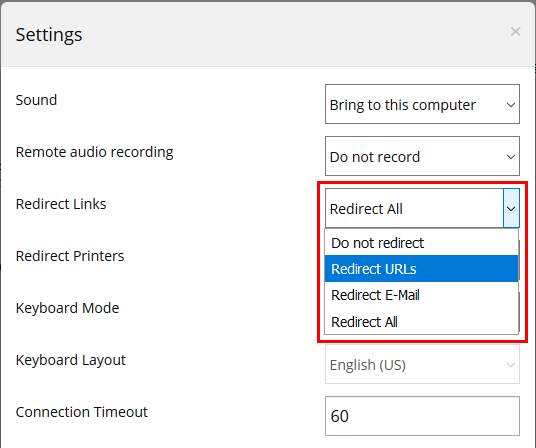 Settings ×
Sound Bring to this computer
Remote audio recording Do not record
Redirect Links Redirect All
Do not redirect
Redirect Printers
Redirect URLs
Redirect E-Mail
Keyboard Mode
Redirect All
Keyboard Layout English (US)
Connection Timeout 60